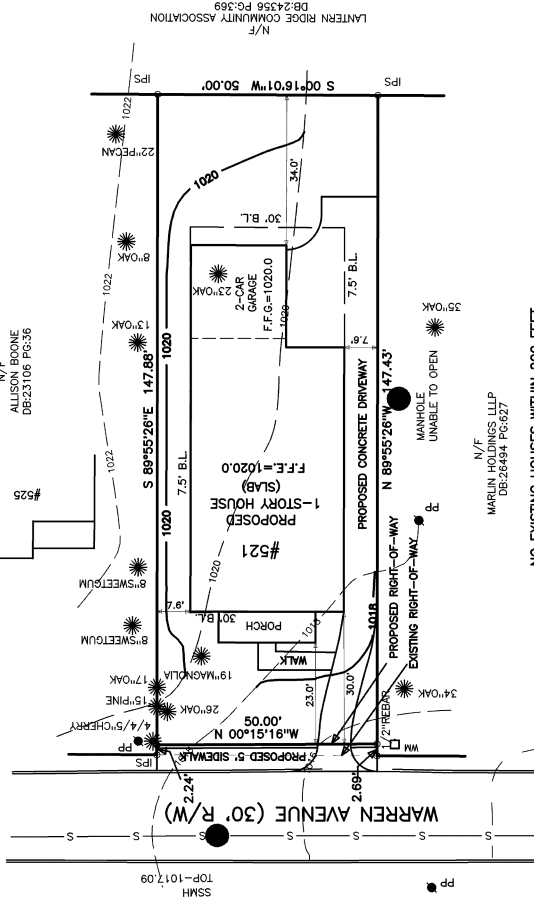 LANTERN RIDGE COMMUNITY ASSOCIATION
DB:24356 PG:369
N/F
IPS
S 00°16'01"W 50.00'
IPS
1022
22"PECAN
1020
34.0'
30' B.L.
8"OAK
1022
23"OAK
2-CAR
GARAGE
F.F.G.=1020.0
1020
7.5' B.L.
35"OAK
13"OAK
N/F
ALLISON BOONE
DB:23106 PG:36
1020
S 89°55'26"E 147.88'
7.6'
N 89°55'26"W 147.43'
MANHOLE
UNABLE TO OPEN
1022
7.5' B.L.
PROPOSED CONCRETE DRIVEWAY
N/F
MARLIN HOLDINGS LLLP
DB:26494 PG:627
#525
1020
#521
PROPOSED
1-STORY HOUSE
(SLAB)
F.F.E.=1020.0
PP
8"SWEETGUM
1020
7.6'
30' B.L.
PORCH
1018
1018
PROPOSED RIGHT-OF-WAY
EXISTING RIGHT-OF-WAY
8"SWEETGUM
WALK
19"MAGNOLIA
17"OAK
15"PINE
26"OAK
23.0'
30.0'
34"OAK
4/4/5"CHERRY
50.00'
N 00°15'16"W
1/2"REBAR
PP
WM
IPS
PROPOSED 5' SIDEWALK
2.24'
2.69'
WARREN AVENUE (30' R/W)
S S S S S S
SSMH
TOP-1017.09
PP